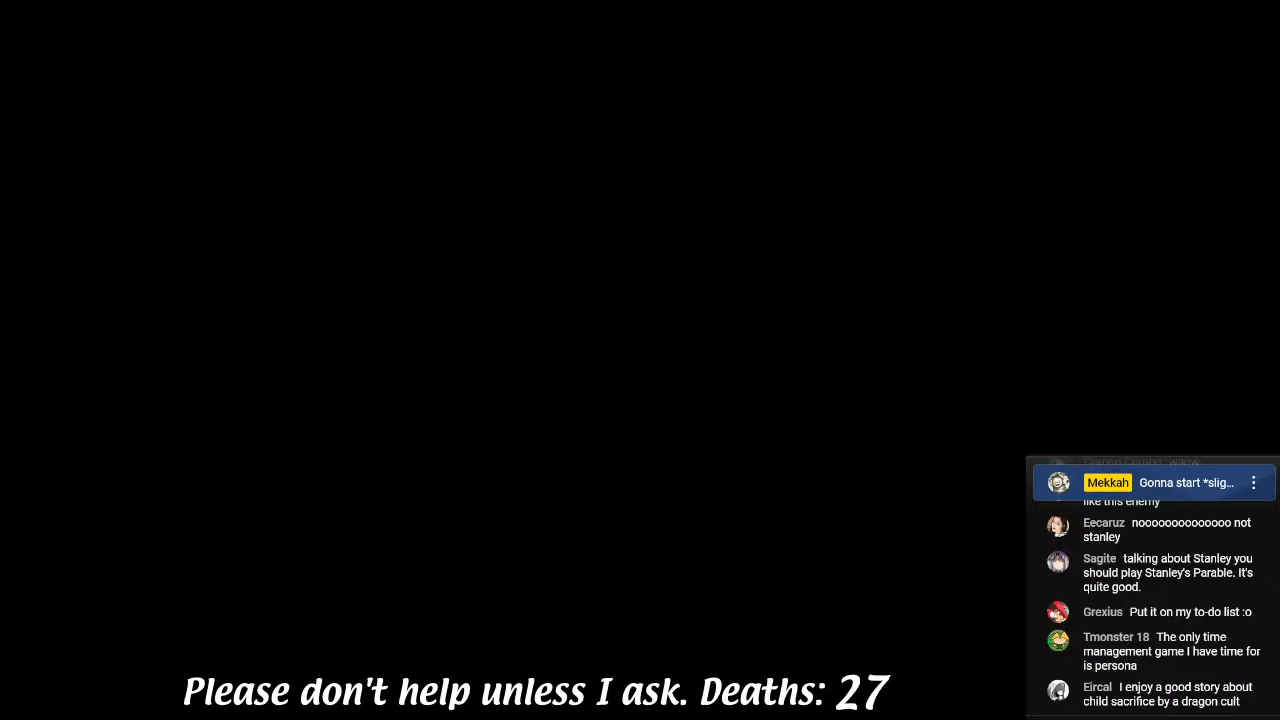 Mekkah Gonna start *slig...
like this enemy
Eecaruz nooooooooooooooo not
stanley
Sagite talking about Stanley you
should play Stanley's Parable. It's
quite good.
Grexius Put it on my to-do list :o
Tmonster 18 The only time
management game I have time for
is persona
Eircal I enjoy a good story about
child sacrifice by a dragon cult
Please don't help unless I ask. Deaths: 27